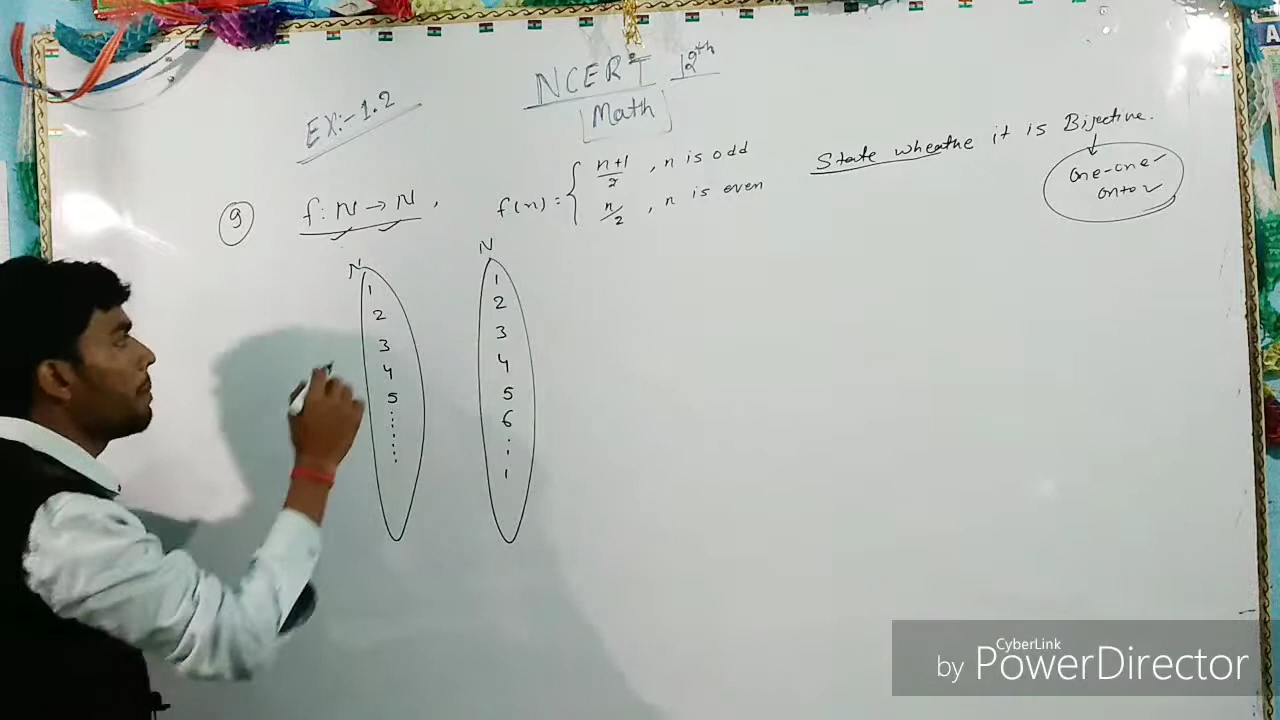 NCERT 12th
Math
Ex:- 1.2
9 f: N → N, f(n) = { n+1/2 , n is odd
n/2 , n is even
State wheathe it is Bijective.
one-one
onto
N
1
2
3
4
5
N
1
2
3
4
5
6
A
CyberLink
by PowerDirector